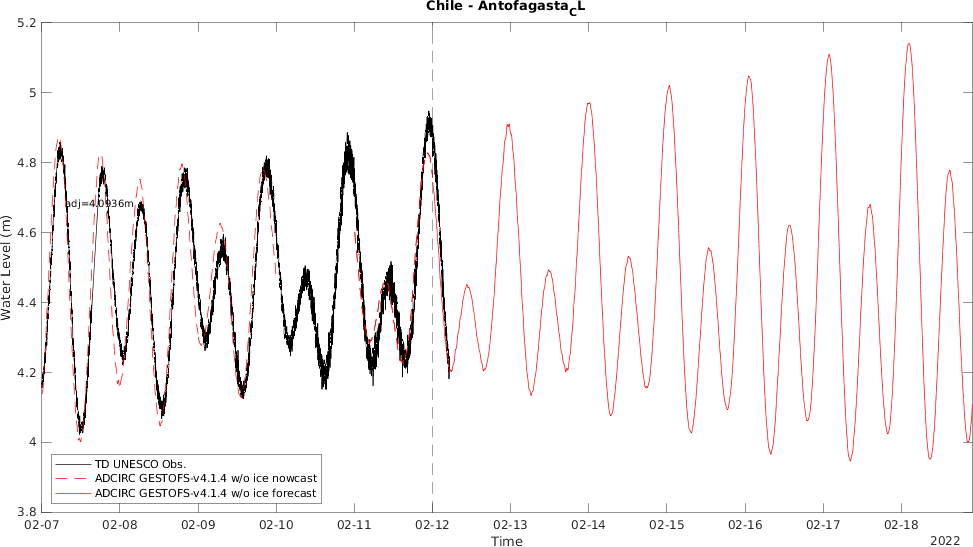 Chile - Antofagasta_CL
5.2
5
4.8
4.6
4.4
4.2
4
3.8
Water Level (m)
adj=4.0936m
TD UNESCO Obs.
ADCIRC GESTOFS-v4.1.4 w/o ice nowcast
ADCIRC GESTOFS-v4.1.4 w/o ice forecast
02-07 02-08 02-09 02-10 02-11 02-12 02-13 02-14 02-15 02-16 02-17 02-18
Time
2022